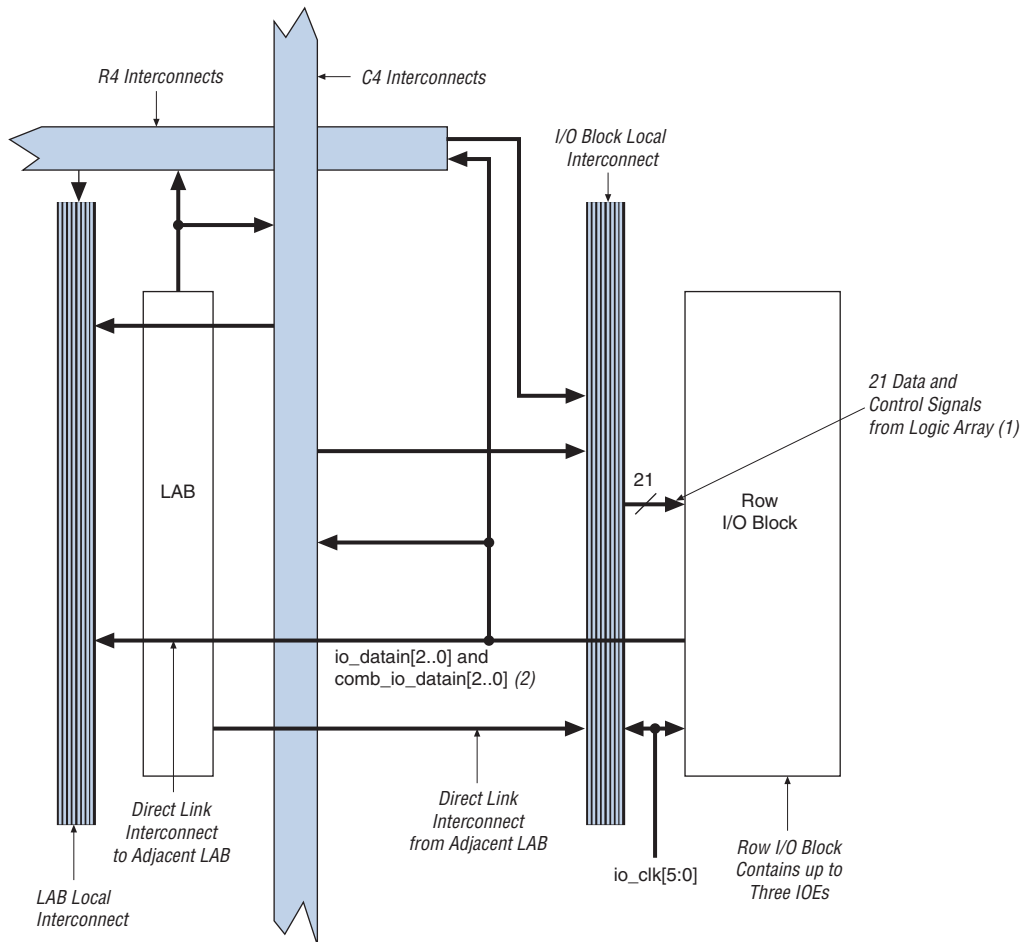 R4 Interconnects
C4 Interconnects
I/O Block Local
Interconnect
21 Data and
Control Signals
from Logic Array (1)
21
LAB
Row
I/O Block
io_datain[2..0] and
comb_io_datain[2..0] (2)
Direct Link
Interconnect
to Adjacent LAB
Direct Link
Interconnect
from Adjacent LAB
io_clk[5:0]
Row I/O Block
Contains up to
Three IOEs
LAB Local
Interconnect